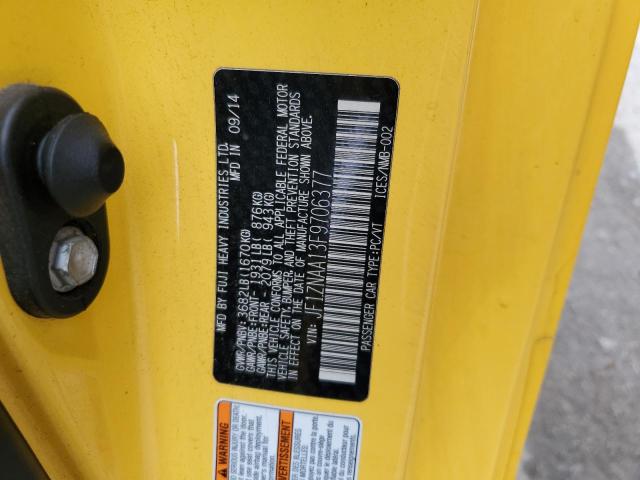 MFD BY FUJI HEAVY INDUSTRIES LTD.
MFD IN 09/14
GVWR/PNBV: 3682LB(1670KG)
GAWR/PNBE:FRONT- 1931LB( 876KG)
GAWR/PNBE:REAR - 2079LB( 943KG)
THIS VEHICLE CONFORMS TO ALL APPLICABLE FEDERAL MOTOR
VEHICLE SAFETY, BUMPER, AND THEFT PREVENTION STANDARDS
IN EFFECT ON THE DATE OF MANUFACTURE SHOWN ABOVE.
VIN: JF1ZNAA13F9706377
PASSENGER CAR TYPE:PC/VT
ICES/NMB-002
WARNING
AVERTISSEMENT